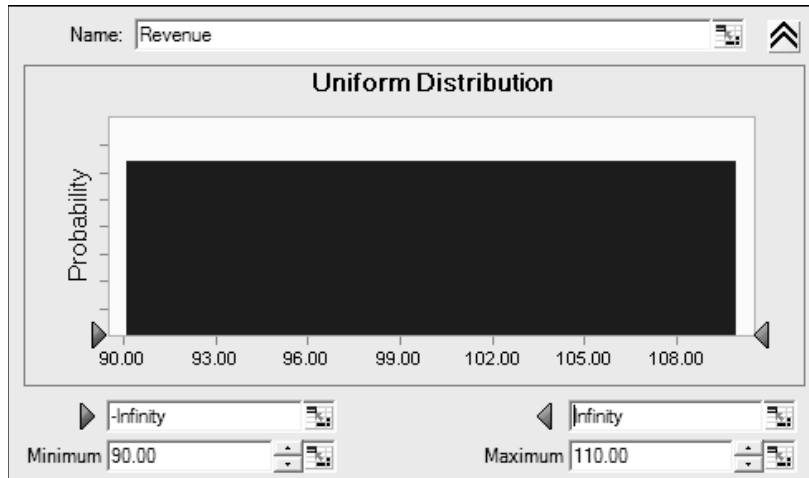 Name: Revenue
Uniform Distribution
Probability
90.00 93.00 96.00 99.00 102.00 105.00 108.00
-Infinity Infinity
Minimum 90.00 Maximum 110.00